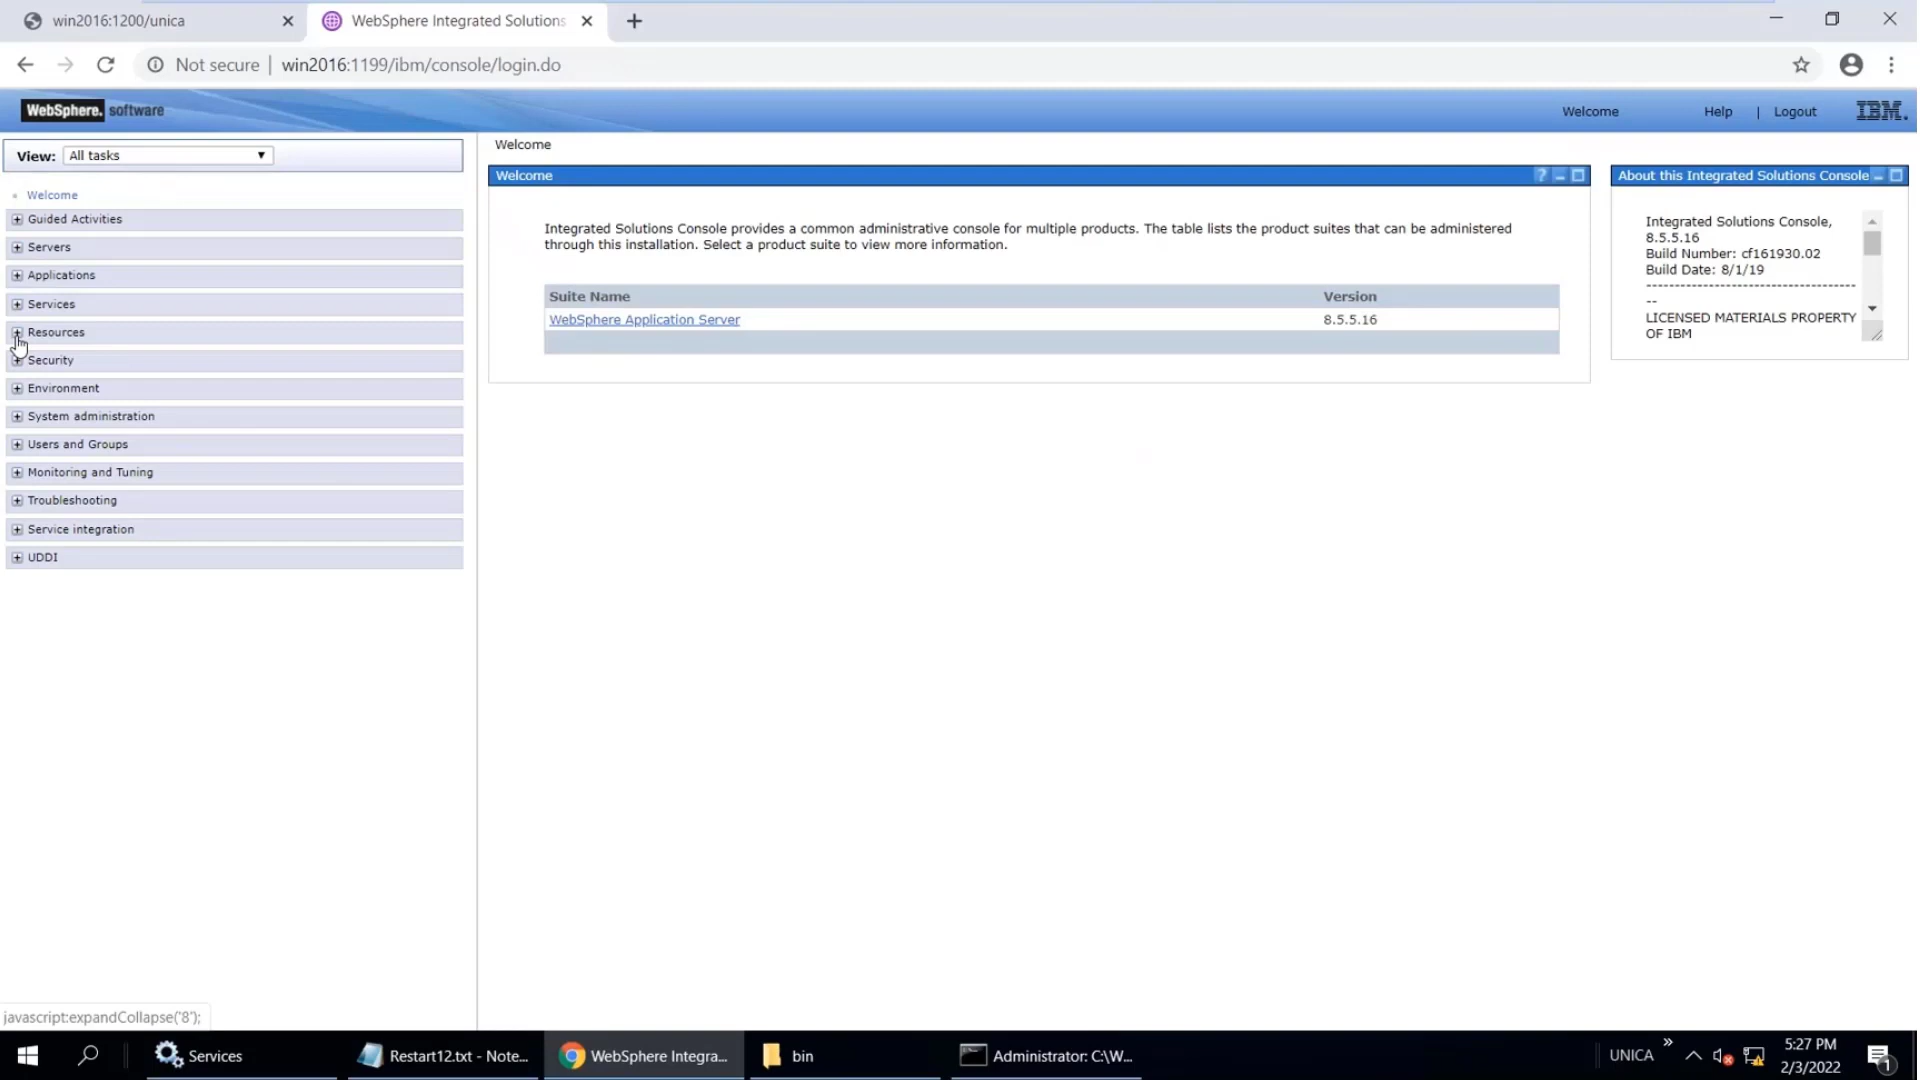 win2016:1200/unica
WebSphere Integrated Solutions
Not secure | win2016:1199/ibm/console/login.do
WebSphere. software
Welcome
Help | Logout
IBM.
View: All tasks
Welcome
Guided Activities
Servers
Applications
Services
Resources
Security
Environment
System administration
Users and Groups
Monitoring and Tuning
Troubleshooting
Service integration
UDDI
Welcome
Welcome
?
Integrated Solutions Console provides a common administrative console for multiple products. The table lists the product suites that can be administered
through this installation. Select a product suite to view more information.
Suite Name Version
WebSphere Application Server 8.5.5.16
About this Integrated Solutions Console
Integrated Solutions Console,
8.5.5.16
Build Number: cf161930.02
Build Date: 8/1/19
------------------------------------
--
LICENSED MATERIALS PROPERTY
OF IBM
javascript:expandCollapse('8');
Services
Restart12.txt - Note...
WebSphere Integra...
bin
Administrator: C:\W...
UNICA
5:27 PM
2/3/2022
1